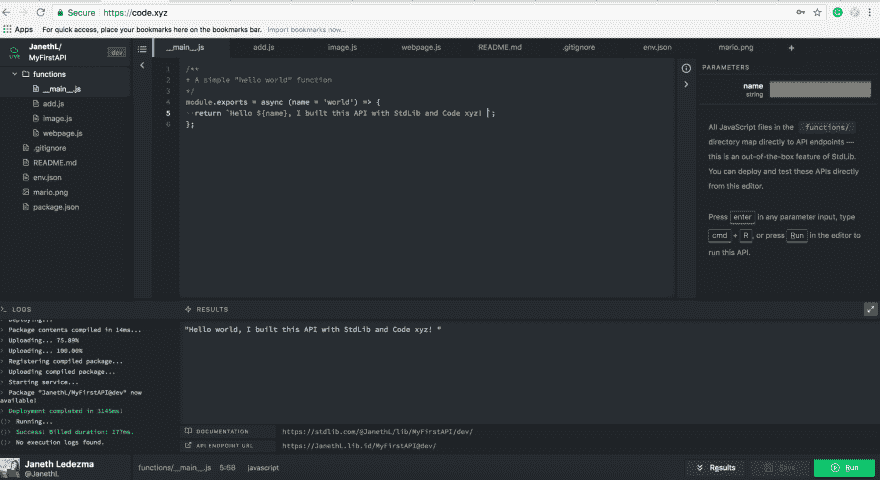 Secure https://code.xyz
Apps For quick access, place your bookmarks here on the bookmarks bar. Import bookmarks now...
JanethL/
MyFirstAPI
LIVE
dev
functions
__main__.js
add.js
image.js
webpage.js
.gitignore
README.md
env.json
mario.png
package.json
__main__.js add.js image.js webpage.js README.md .gitignore env.json mario.png +
1 /**
2 * A simple "hello world" function
3 */
4 module.exports = async (name = 'world') => {
5 return `Hello ${name}, I built this API with StdLib and Code xyz! `;
6 };
PARAMETERS
name
string
All JavaScript files in the functions/
directory map directly to API endpoints —
this is an out-of-the-box feature of StdLib.
You can deploy and test these APIs directly
from this editor.
Press enter in any parameter input, type
cmd + R, or press Run in the editor to
run this API.
LOGS
Deploying...
Package contents compiled in 14ms...
Uploading... 75.89%
Uploading... 100.00%
Registering compiled package...
Uploading compiled package...
Starting service...
Package "JanethL/MyFirstAPI@dev" now
available!
Deployment completed in 1145ms!
Running...
Success! Billed duration: 177ms.
No execution logs found.
RESULTS
"Hello world, I built this API with StdLib and Code xyz! "
DOCUMENTATION https://stdlib.com/@JanethL/lib/MyFirstAPI/dev/
API ENDPOINT URL https://JanethL.lib.id/MyFirstAPI@dev/
Janeth Ledezma
@JanethL
functions/__main__.js 5:68 javascript
Results Save Run